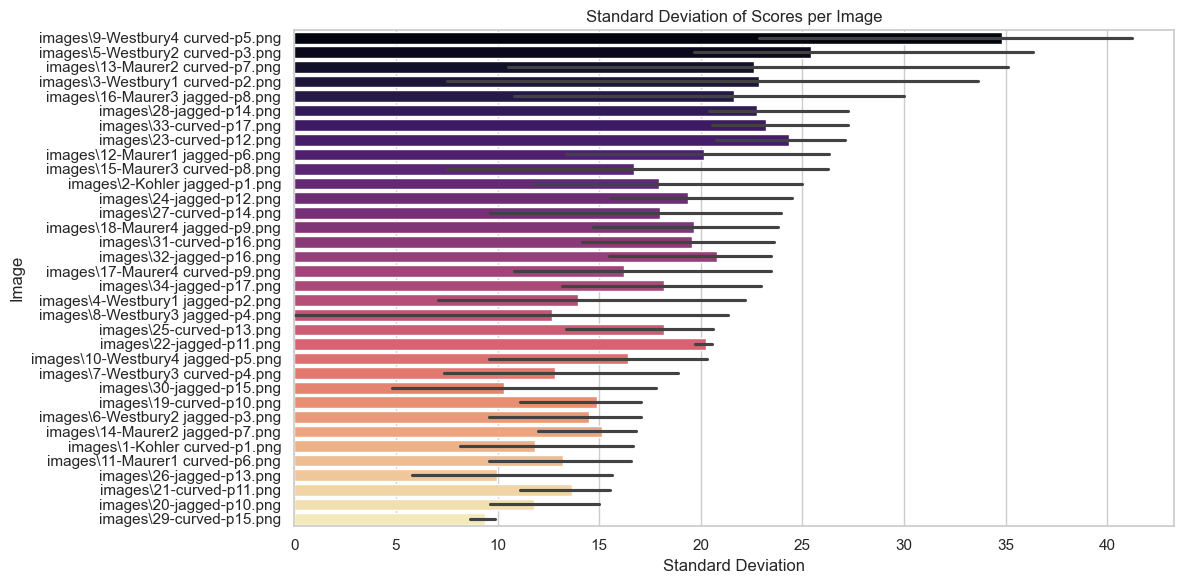 Standard Deviation of Scores per Image
images\9-Westbury4 curved-p5.png
images\5-Westbury2 curved-p3.png
images\13-Maurer2 curved-p7.png
images\3-Westbury1 curved-p2.png
images\16-Maurer3 jagged-p8.png
images\28-jagged-p14.png
images\33-curved-p17.png
images\23-curved-p12.png
images\12-Maurer1 jagged-p6.png
images\15-Maurer3 curved-p8.png
images\2-Kohler jagged-p1.png
images\24-jagged-p12.png
images\27-curved-p14.png
images\18-Maurer4 jagged-p9.png
images\31-curved-p16.png
images\32-jagged-p16.png
images\17-Maurer4 curved-p9.png
images\34-jagged-p17.png
images\4-Westbury1 jagged-p2.png
images\8-Westbury3 jagged-p4.png
images\25-curved-p13.png
images\22-jagged-p11.png
images\10-Westbury4 jagged-p5.png
images\7-Westbury3 curved-p4.png
images\30-jagged-p15.png
images\19-curved-p10.png
images\6-Westbury2 jagged-p3.png
images\14-Maurer2 jagged-p7.png
images\1-Kohler curved-p1.png
images\11-Maurer1 curved-p6.png
images\26-jagged-p13.png
images\21-curved-p11.png
images\20-jagged-p10.png
images\29-curved-p15.png
Image
0 5 10 15 20 25 30 35 40
Standard Deviation